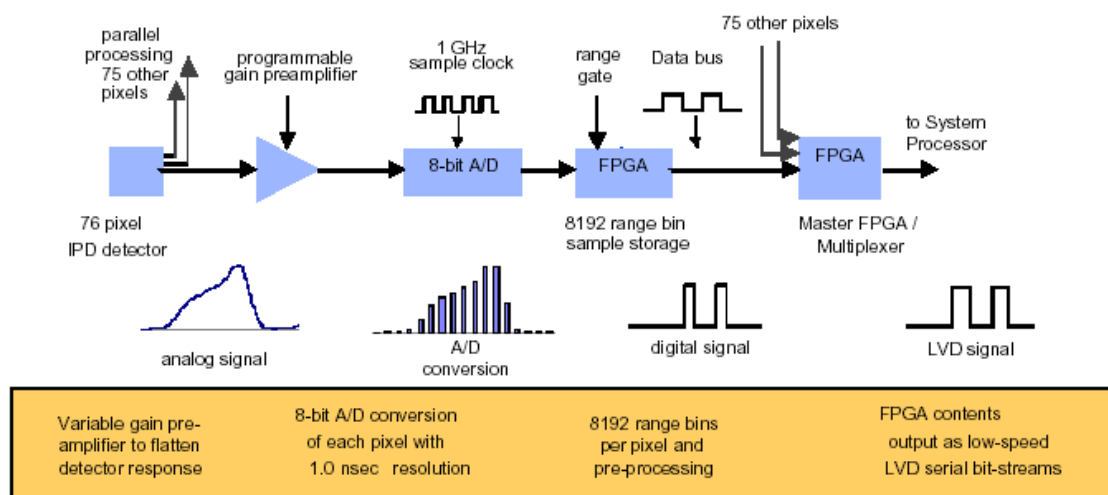 parallel
processing
75 other
pixels
programmable
gain preamplifier
1 GHz
sample clock
range
gate
Data bus
75 other pixels
8-bit A/D
FPGA
FPGA
to System
Processor
76 pixel
IPD detector
8192 range bin
sample storage
Master FPGA /
Multiplexer
analog signal
A/D
conversion
digital signal
LVD signal
Variable gain pre-
amplifier to flatten
detector response
8-bit A/D conversion
of each pixel with
1.0 nsec resolution
8192 range bins
per pixel and
pre-processing
FPGA contents
output as low-speed
LVD serial bit-streams